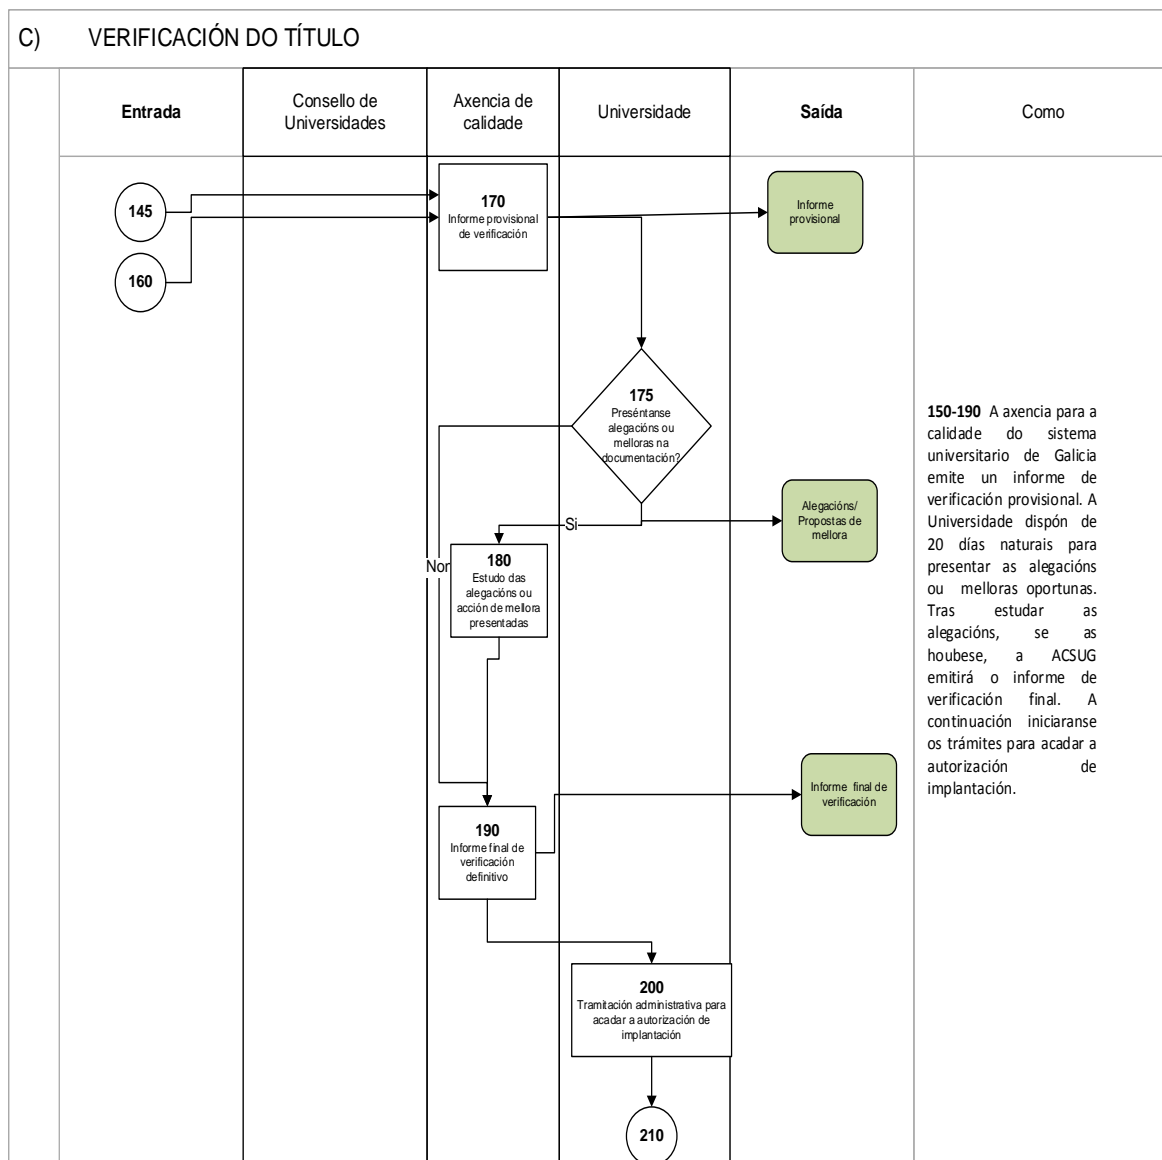 C) VERIFICACIÓN DO TÍTULO
Entrada
Consello de
Universidades
Axencia de
calidade
Universidade
Saída
Como
145
160
170
Informe provisional
de verificación
Informe
provisional
175
Preséntanse
alegacións ou
melloras na
documentación?
Si
Non
Alegacións/
Propostas de
mellora
180
Estudo das
alegacións ou
acción de mellora
presentadas
150-190 A axencia para a
calidade do sistema
universitario de Galicia
emite un informe de
verificación provisional. A
Universidade dispón de
20 días naturais para
presentar as alegacións
ou melloras oportunas.
Tras estudar as
alegacións, se as
houbese, a ACSUG
emitirá o informe de
verificación final. A
continuación iniciaranse
os trámites para acadar a
autorización de
implantación.
Informe final de
verificación
190
Informe final de
verificación
definitivo
200
Tramitación administrativa para
acadar a autorización de
implantación
210